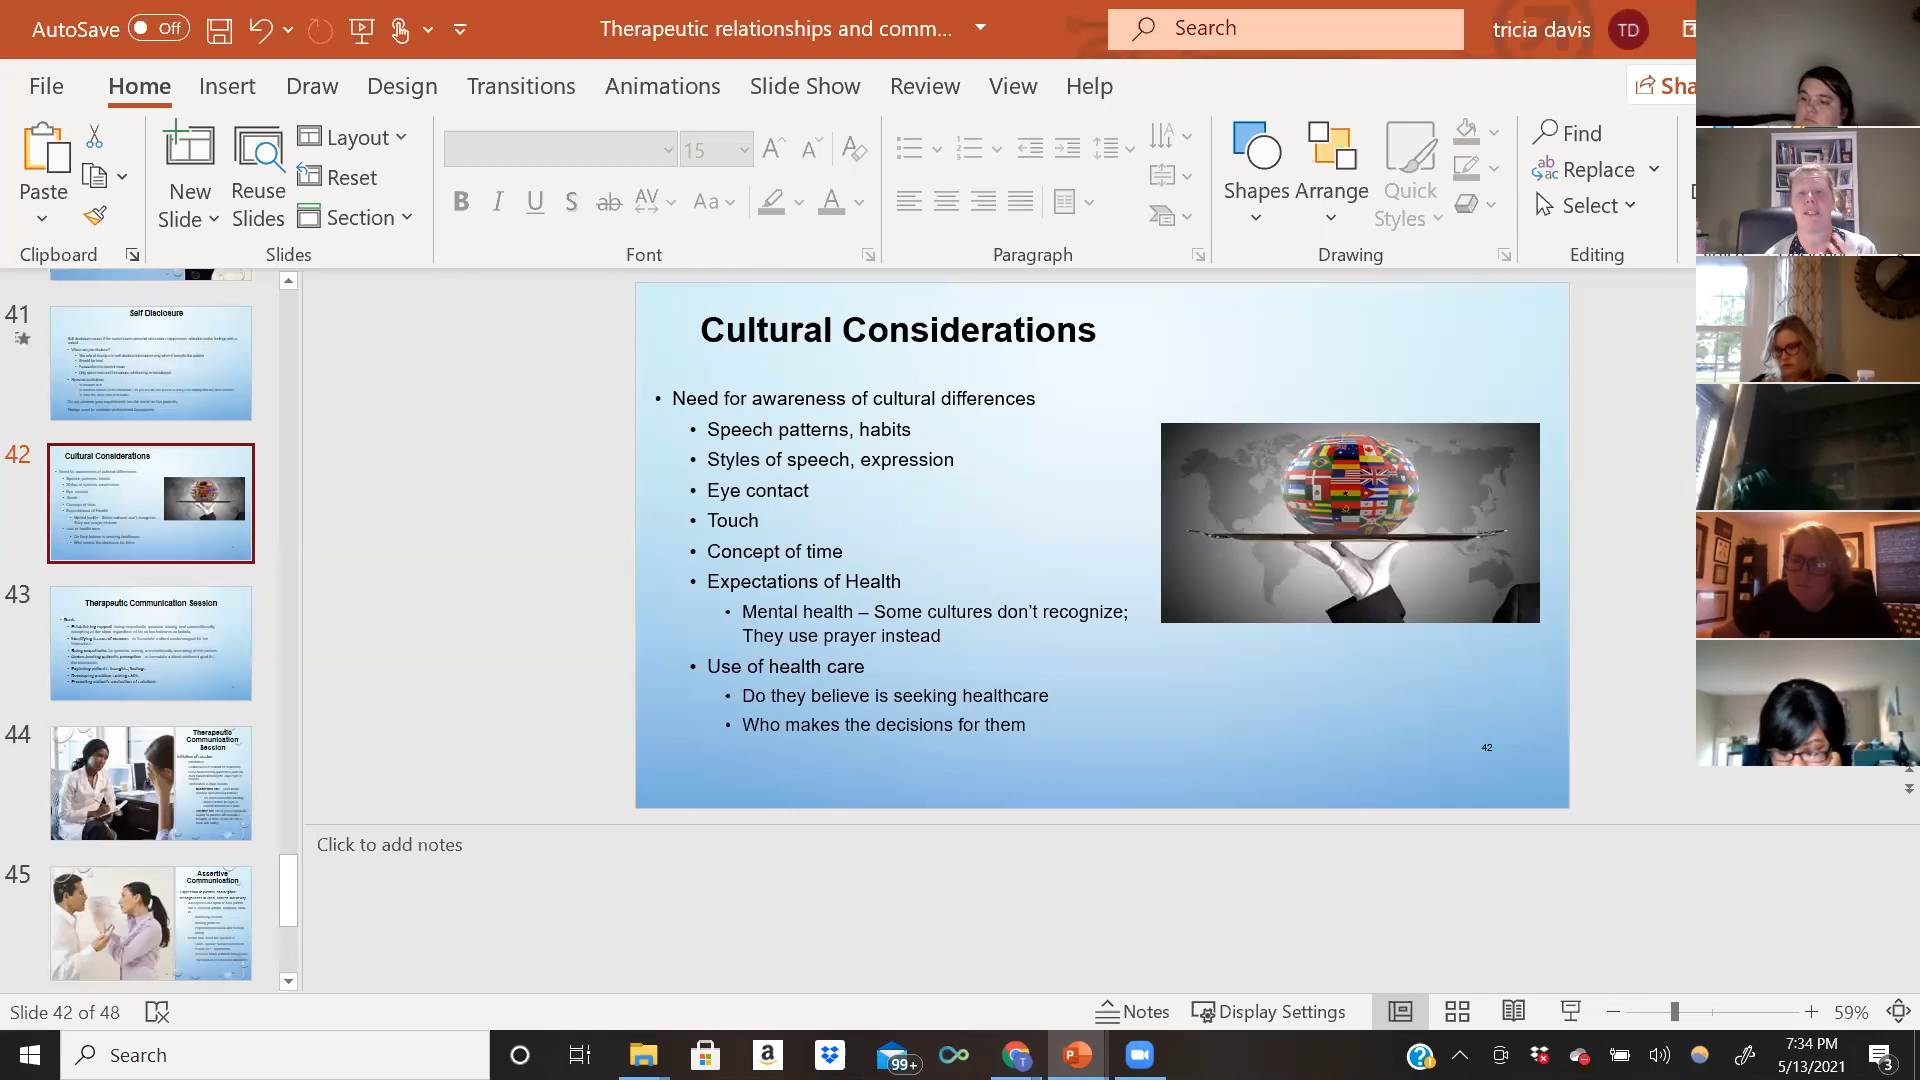 AutoSave Off
Therapeutic relationships and comm...
Search
tricia davis TD
File Home Insert Draw Design Transitions Animations Slide Show Review View Help
Sha
Paste
New Slide
Reuse Slides
Layout
Reset
Section
15
B I U S ab AV Aa A
Shapes Arrange Quick Styles
Find
Replace
Select
Clipboard Slides Font Paragraph Drawing Editing
41
Self Disclosure
42
Cultural Considerations
43
Therapeutic Communication Session
44
Therapeutic
Communication
Session
45
Assertive
Communication
Cultural Considerations
• Need for awareness of cultural differences
• Speech patterns, habits
• Styles of speech, expression
• Eye contact
• Touch
• Concept of time
• Expectations of Health
• Mental health – Some cultures don't recognize;
They use prayer instead
• Use of health care
• Do they believe is seeking healthcare
• Who makes the decisions for them
42
Click to add notes
Slide 42 of 48
Notes Display Settings 59%
Search
99+
7:34 PM
5/13/2021
3